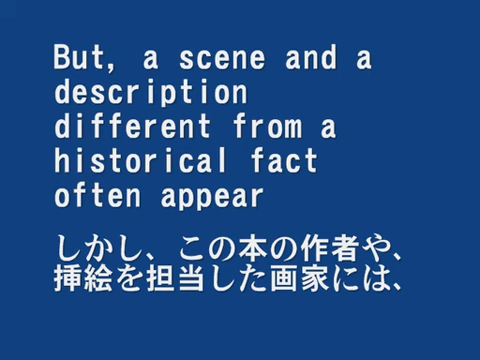 But, a scene and a
description
different from a
historical fact
often appear
しかし、この本の作者や、
挿絵を担当した画家には、